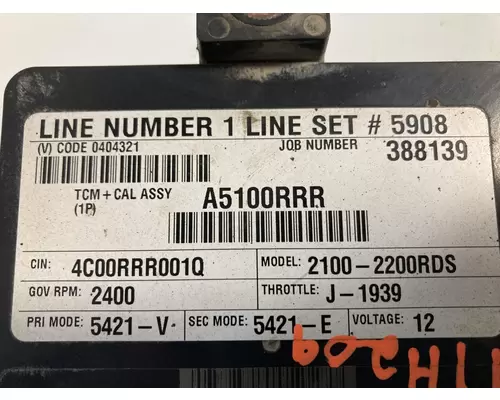 LINE NUMBER 1 LINE SET # 5908
(V) CODE 0404321 JOB NUMBER 388139
TCM + CAL ASSY A5100RRR
(1P)
CIN: 4C00RRR001Q MODEL: 2100-2200RDS
GOV RPM: 2400 THROTTLE: J-1939
PRI MODE: 5421-V SEC MODE: 5421-E VOLTAGE: 12